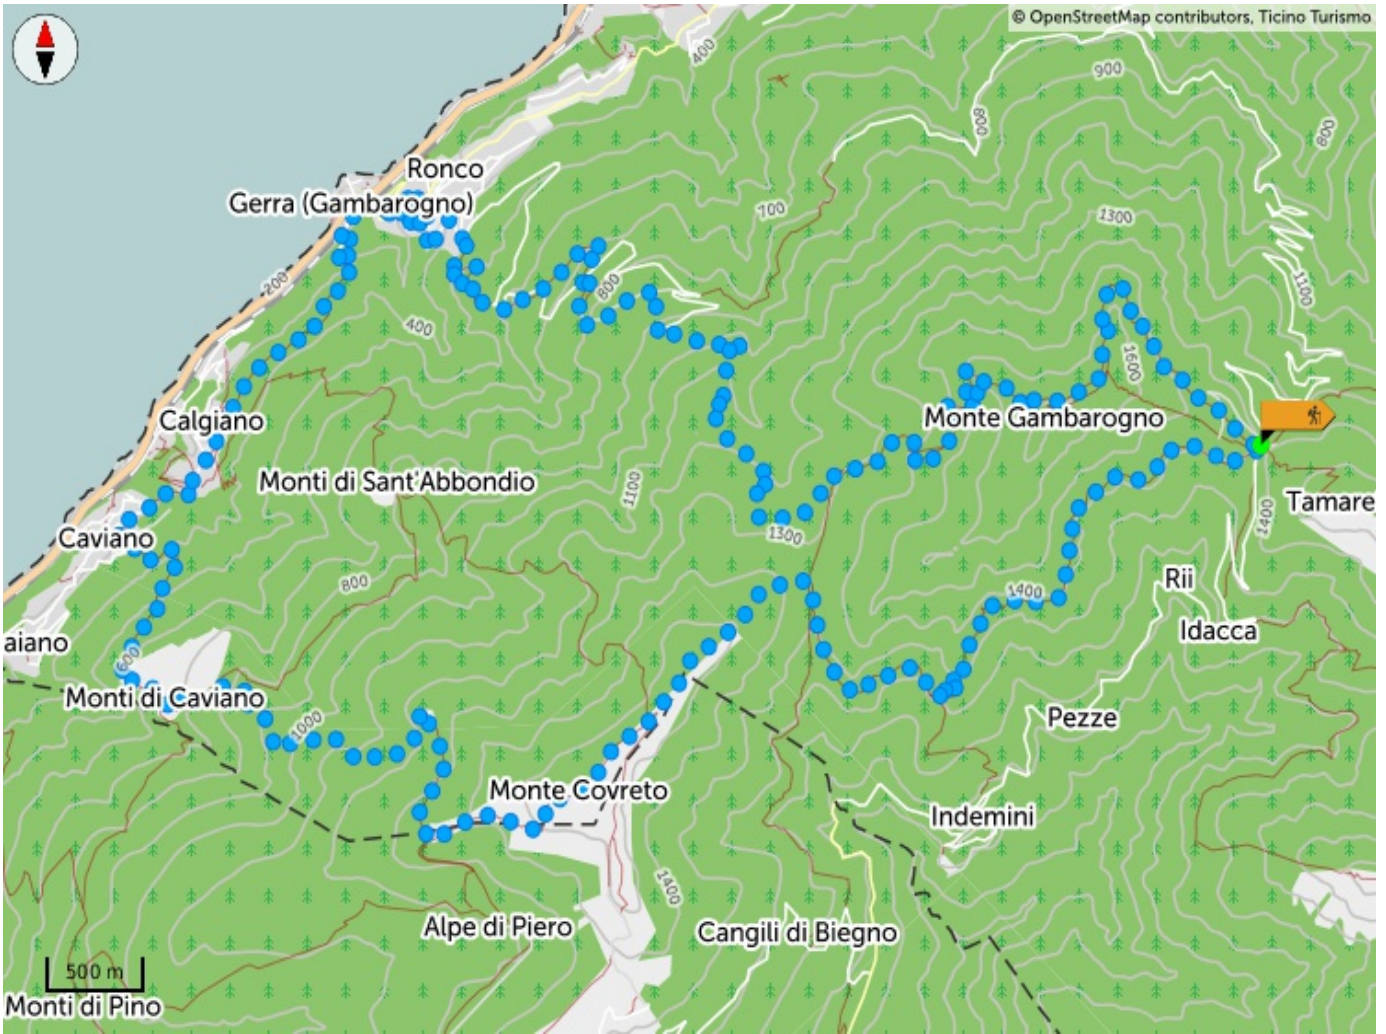 © OpenStreetMap contributors, Ticino Turismo
400
900
800
800
Ronco
Gerra (Gambarogno)
700
1300
200
800
1100
400
1600
Calgiano
Monte Gambarogno
Monti di Sant'Abbondio
1100
Tamare
1400
Caviano
1300
800
1400
Rii
Idacca
aiano
600
Monti di Caviano
1000
Pezze
Monte Covreto
Indemini
1400
Alpe di Piero
Cangili di Biegno
500 m
Monti di Pino